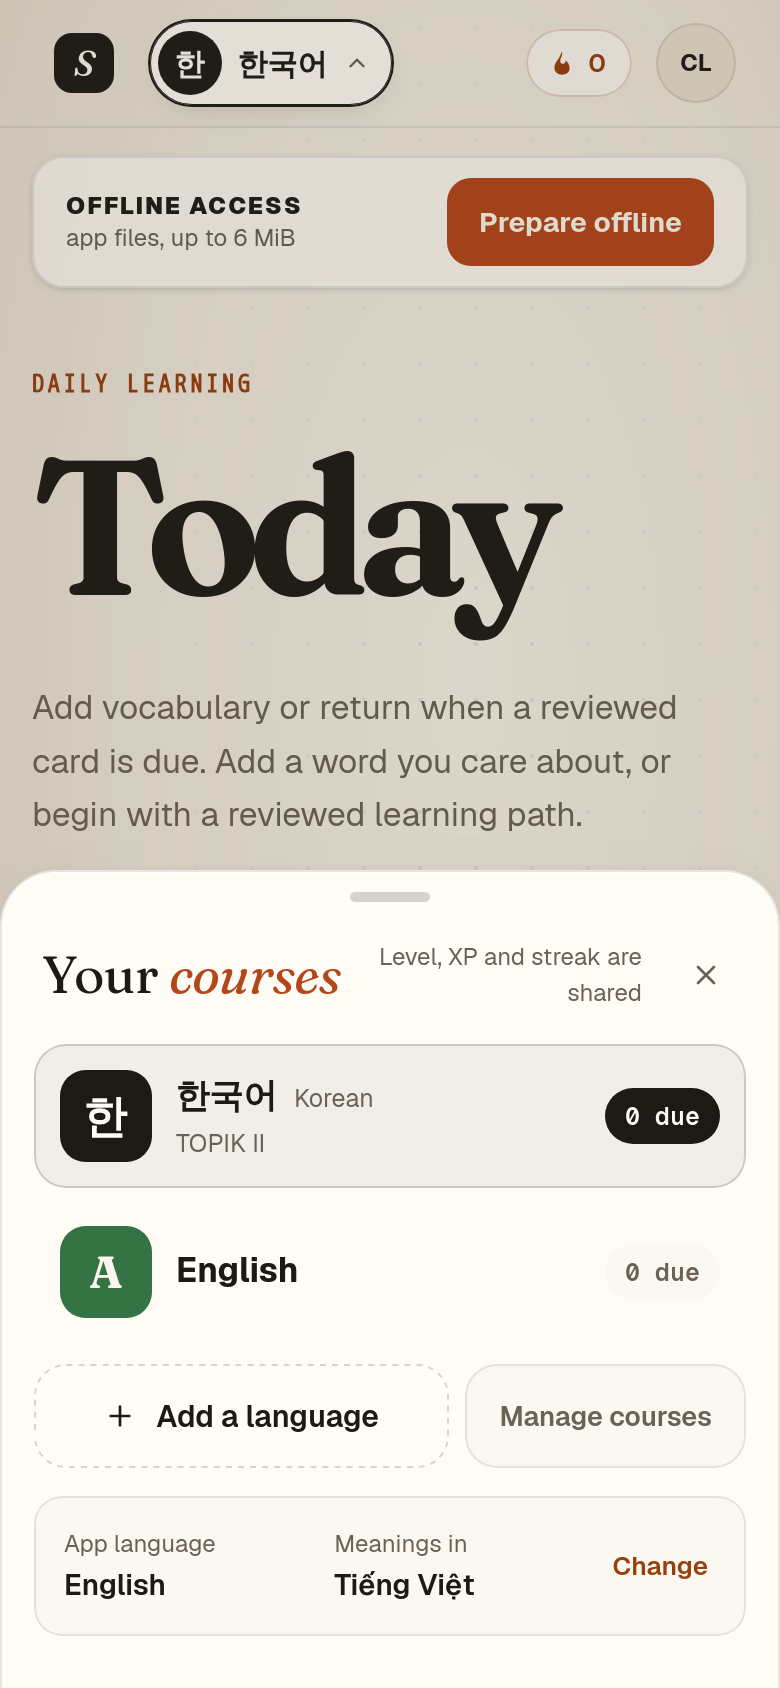 S
한 한국어
0
CL
OFFLINE ACCESS
app files, up to 6 MiB
Prepare offline
DAILY LEARNING
Today
Add vocabulary or return when a reviewed
card is due. Add a word you care about, or
begin with a reviewed learning path.
Your courses
Level, XP and streak are
shared
한
한국어 Korean
TOPIK II
0 due
A
English
0 due
Add a language
Manage courses
App language
English
Meanings in
Tiếng Việt
Change